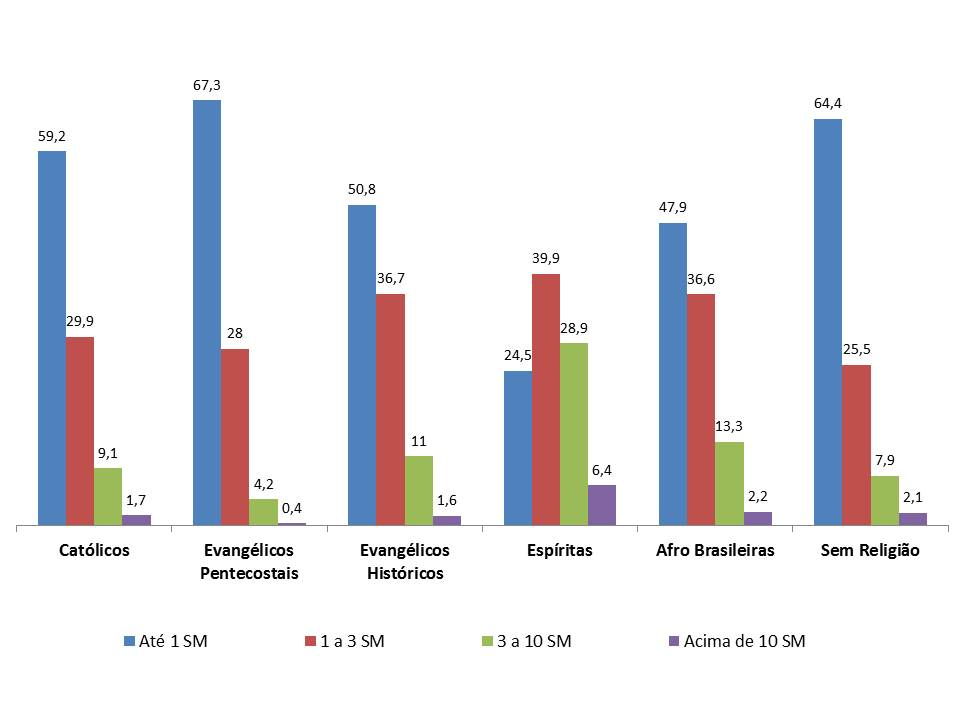 67,3
64,4
59,2
50,8
47,9
39,9
36,7
36,6
29,9
28
28,9
24,5
25,5
9,1
4,2
11
13,3
7,9
1,7
0,4
1,6
6,4
2,2
2,1
Católicos
Evangélicos
Pentecostais
Evangélicos
Históricos
Espíritas
Afro Brasileiras
Sem Religião
Até 1 SM
1 a 3 SM
3 a 10 SM
Acima de 10 SM